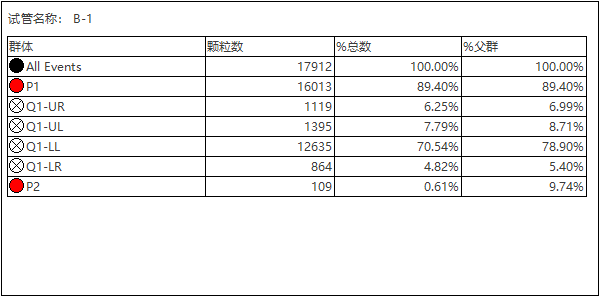 试管名称： B-1
群体 颗粒数 %总数 %父群
All Events 17912 100.00% 100.00%
P1 16013 89.40% 89.40%
Q1-UR 1119 6.25% 6.99%
Q1-UL 1395 7.79% 8.71%
Q1-LL 12635 70.54% 78.90%
Q1-LR 864 4.82% 5.40%
P2 109 0.61% 9.74%